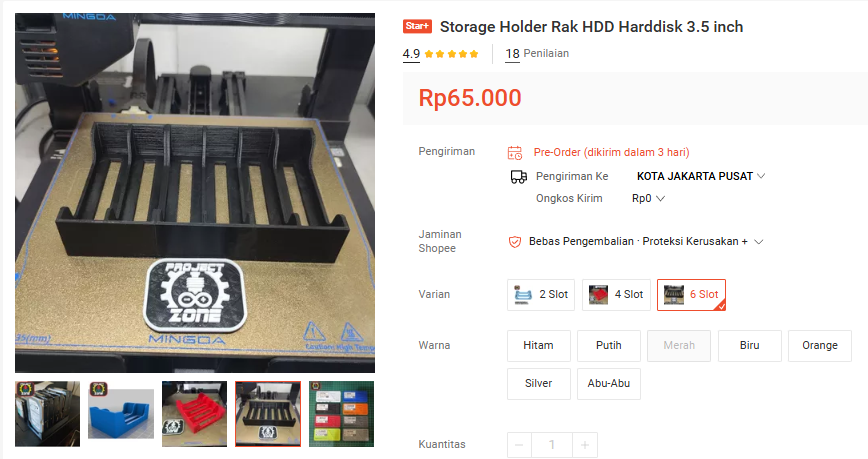 MINGDA
PROJECT
ZONE
MINGDA
Star+ Storage Holder Rak HDD Harddisk 3.5 inch
4.9 18 Penilaian
Rp65.000
Pengiriman Pre-Order (dikirim dalam 3 hari)
Pengiriman Ke KOTA JAKARTA PUSAT
Ongkos Kirim Rp0
Jaminan
Shopee
Bebas Pengembalian · Proteksi Kerusakan +
Varian 2 Slot 4 Slot 6 Slot
Warna Hitam Putih Merah Biru Orange
Silver Abu-Abu
Kuantitas 1